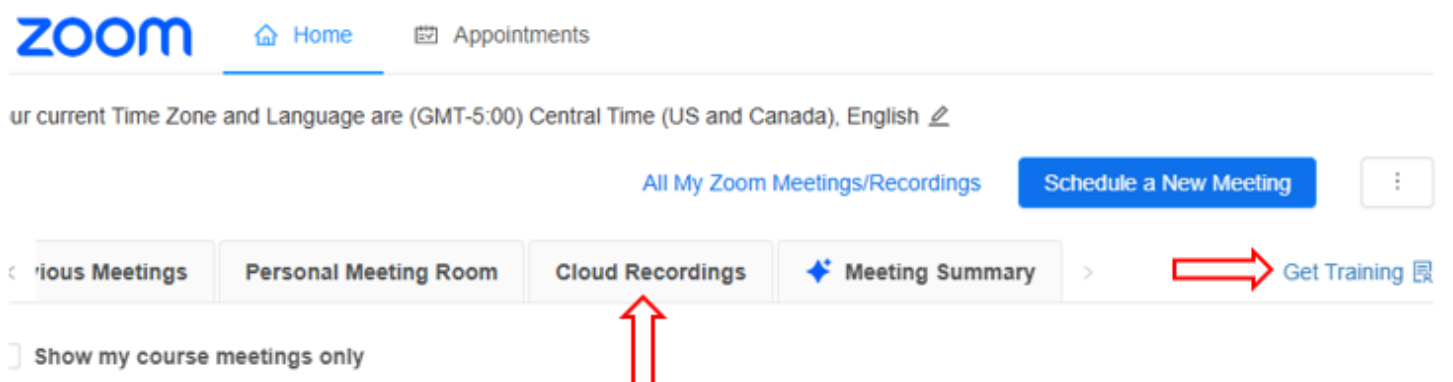 zoom Home Appointments
ur current Time Zone and Language are (GMT-5:00) Central Time (US and Canada), English
All My Zoom Meetings/Recordings Schedule a New Meeting
vious Meetings Personal Meeting Room Cloud Recordings Meeting Summary Get Training
Show my course meetings only